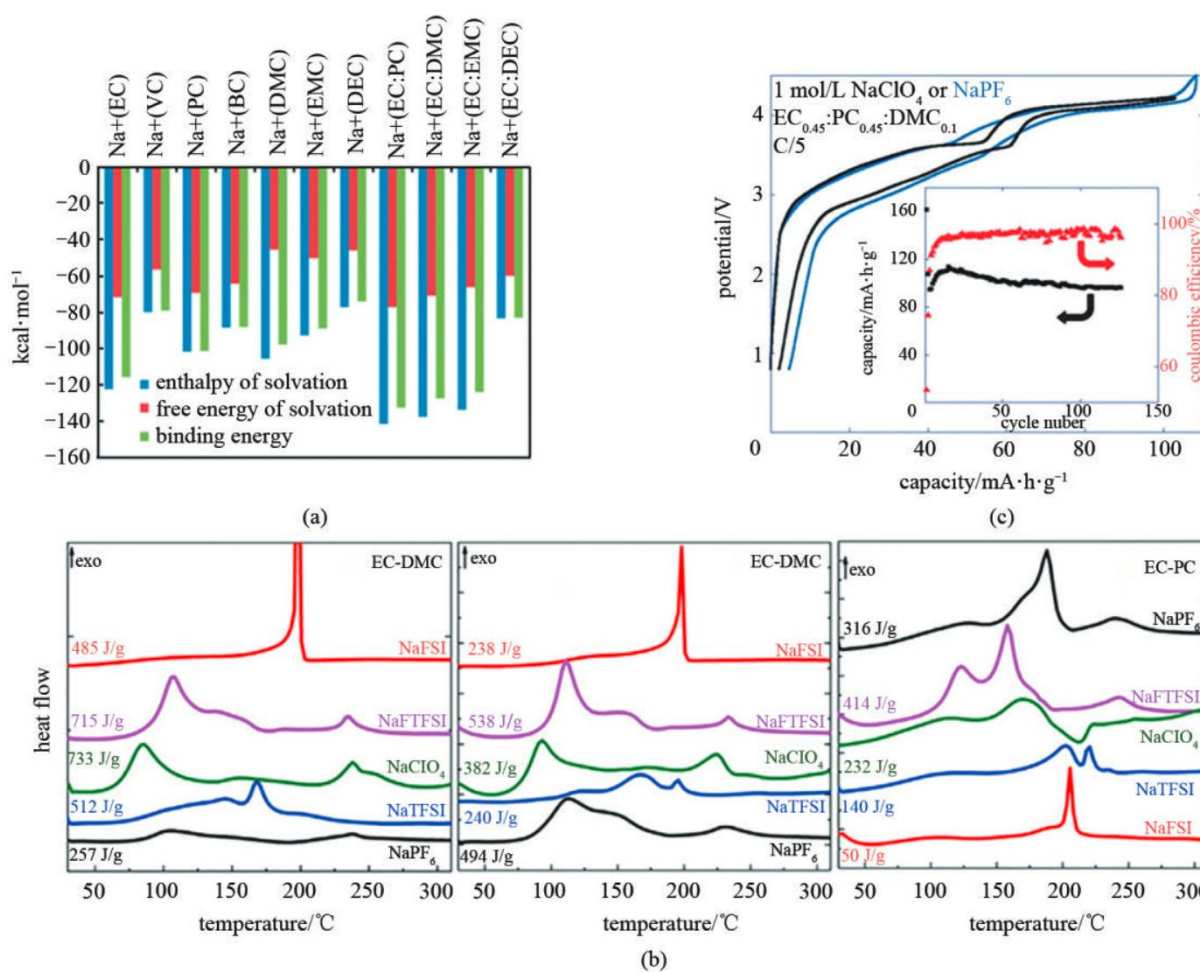 Na+(EC)
Na+(VC)
Na+(PC)
Na+(BC)
Na+(DMC)
Na+(EMC)
Na+(DEC)
Na+(EC:PC)
Na+(EC:DMC)
Na+(EC:EMC)
Na+(EC:DEC)
0
−20
−40
−60
−80
−100
−120
−140
−160
kcal·mol⁻¹
enthalpy of solvation
free energy of solvation
binding energy
(a)
1 mol/L NaClO₄ or NaPF₆
EC₀.₄₅:PC₀.₄₅:DMC₀.₁
C/5
4
3
2
1
potential/V
0 20 40 60 80 100
capacity/mA·h·g⁻¹
160
120
80
40
0
capacity/mA·h·g⁻¹
100
80
60
coulombic efficiency/%
50 100 150
cycle nuber
(c)
heat flow
exo EC-DMC
485 J/g NaFSI
715 J/g NaFTFSI
733 J/g NaClO₄
512 J/g NaTFSI
257 J/g NaPF₆
50 100 150 200 250 300
temperature/℃
exo EC-DMC
238 J/g NaFSI
538 J/g NaFTFSI
382 J/g NaClO₄
240 J/g NaTFSI
494 J/g NaPF₆
50 100 150 200 250 300
temperature/℃
exo EC-PC
316 J/g NaPF₆
414 J/g NaFTFSI
232 J/g NaClO₄
140 J/g NaTFSI
50 J/g NaFSI
50 100 150 200 250 300
temperature/℃
(b)